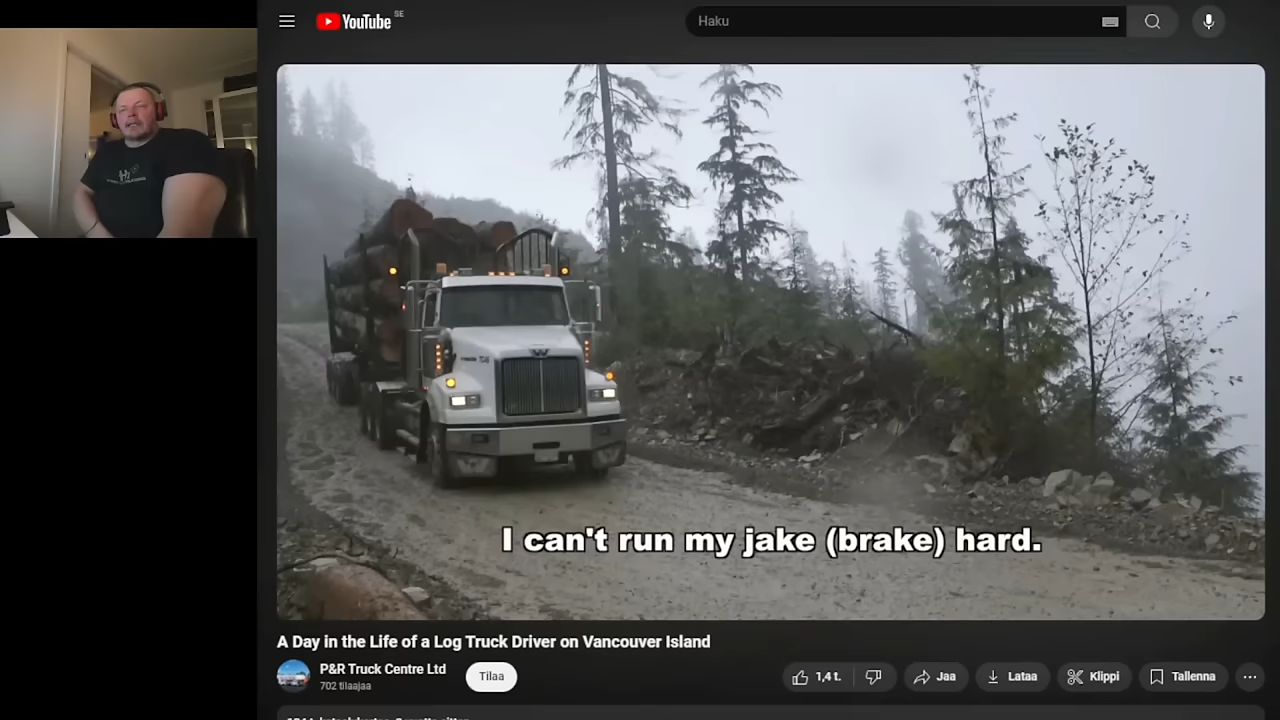 YouTube SE
Haku
I can't run my jake (brake) hard.
A Day in the Life of a Log Truck Driver on Vancouver Island
P&R Truck Centre Ltd
702 tilaajaa
Tilaa
1,4 t.
Jaa
Lataa
Klippi
Tallenna